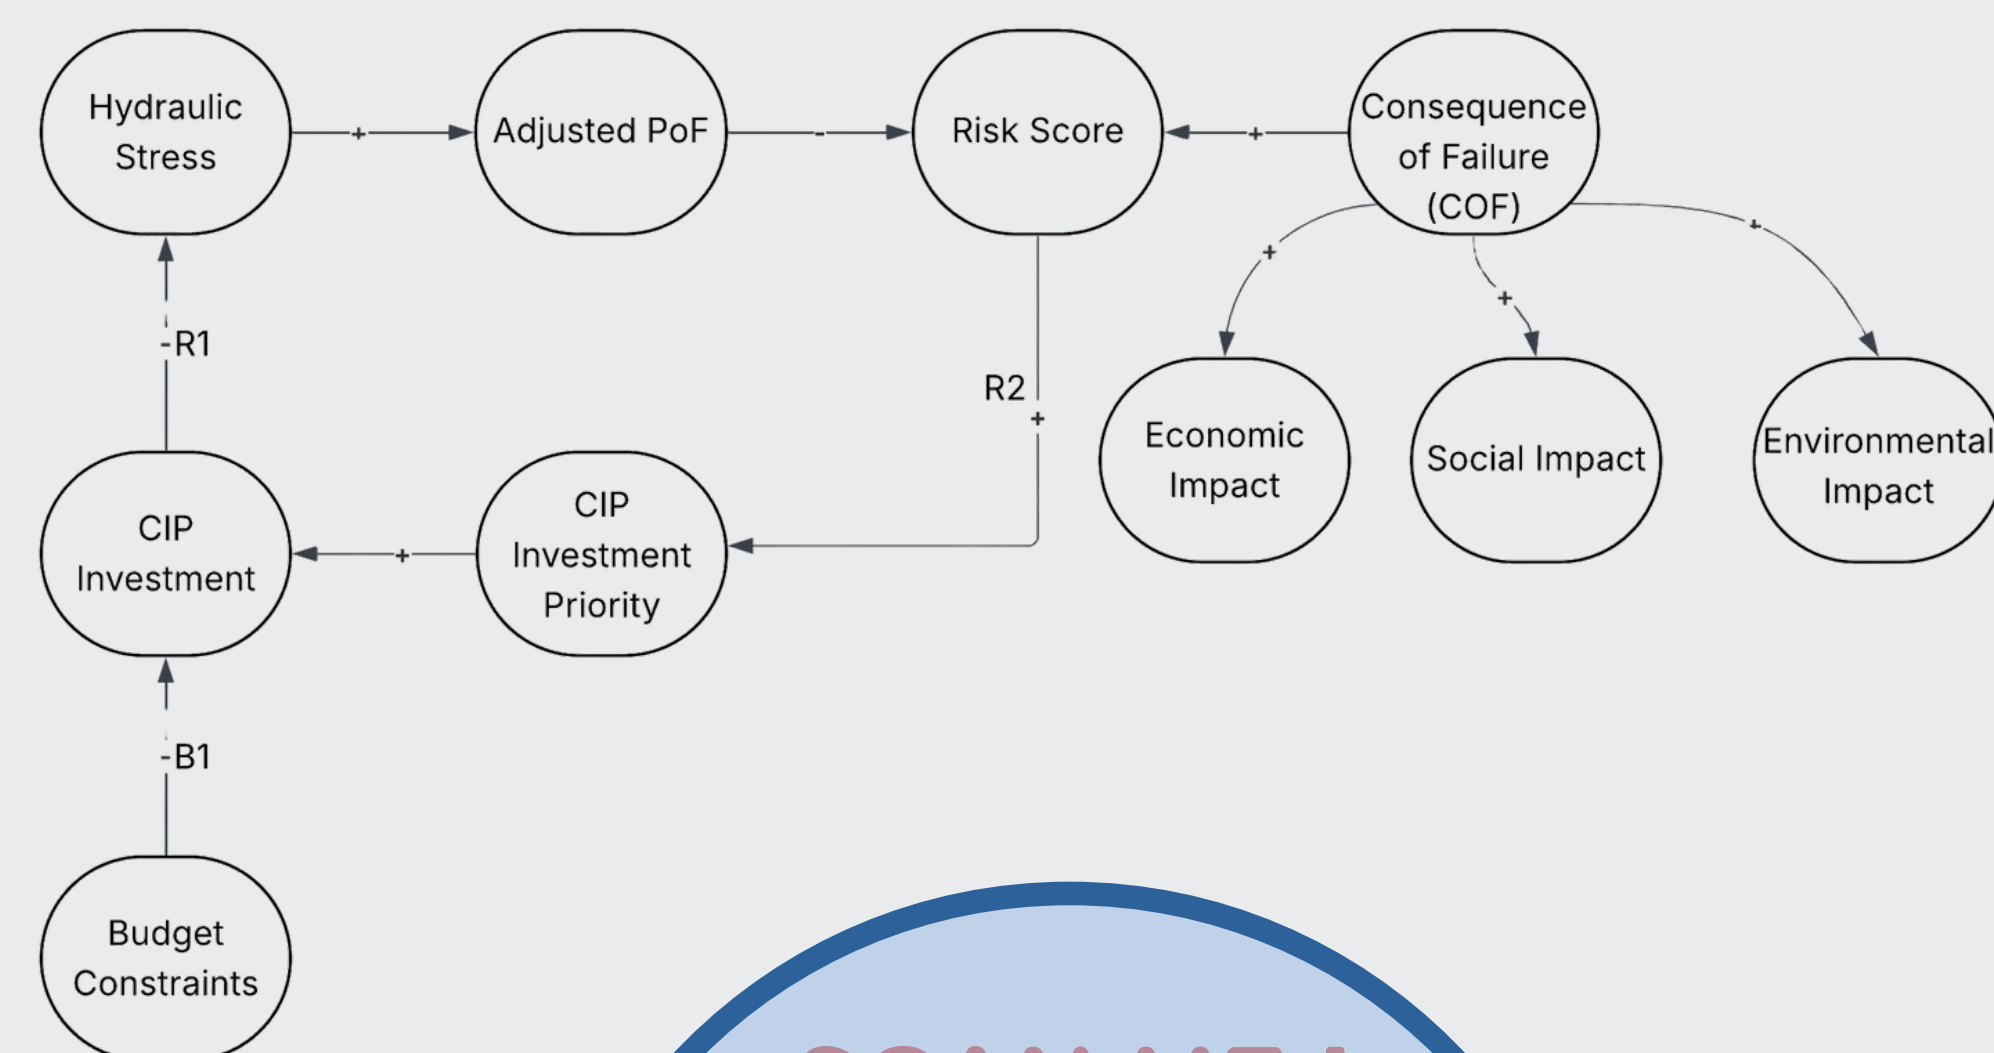 Hydraulic
Stress
+
Adjusted PoF
-
Risk Score
+
Consequence
of Failure
(COF)
+
+
+
-R1
R2
+
Economic
Impact
Social Impact
Environmental
Impact
CIP
Investment
+
CIP
Investment
Priority
-B1
Budget
Constraints